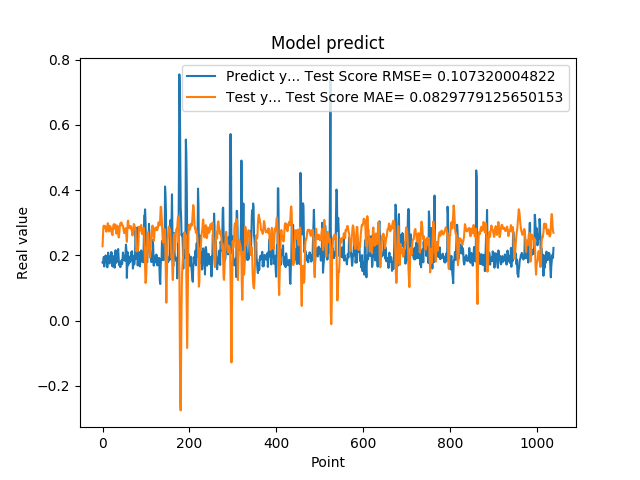 Model predict
Predict y... Test Score RMSE= 0.107320004822
Test y... Test Score MAE= 0.0829779125650153
0.8
0.6
0.4
0.2
0.0
−0.2
Real value
0 200 400 600 800 1000
Point